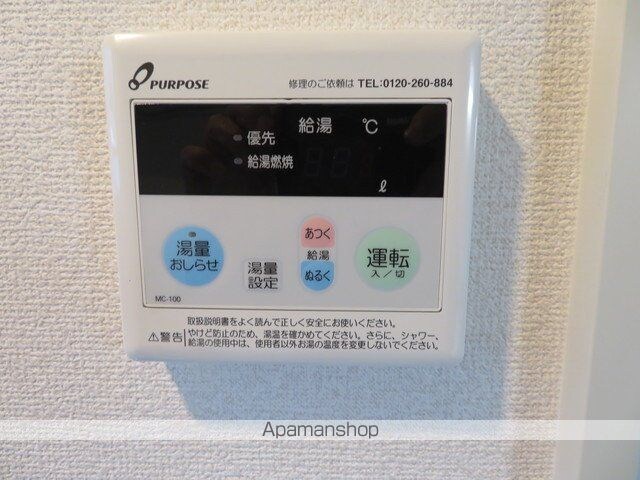 PURPOSE
修理のご依頼は TEL:0120-260-884
給湯 ℃
優先
給湯燃焼
ℓ
湯量
おしらせ
湯量
設定
あつく
給湯
ぬるく
運転
入/切
MC-100
取扱説明書をよく読んで正しく安全にお使いください。
⚠警告 やけど防止のため、湯温を確かめてください。さらに、シャワー、
給湯の使用中は、使用者以外お湯の温度を変更しないでください。
Apamanshop